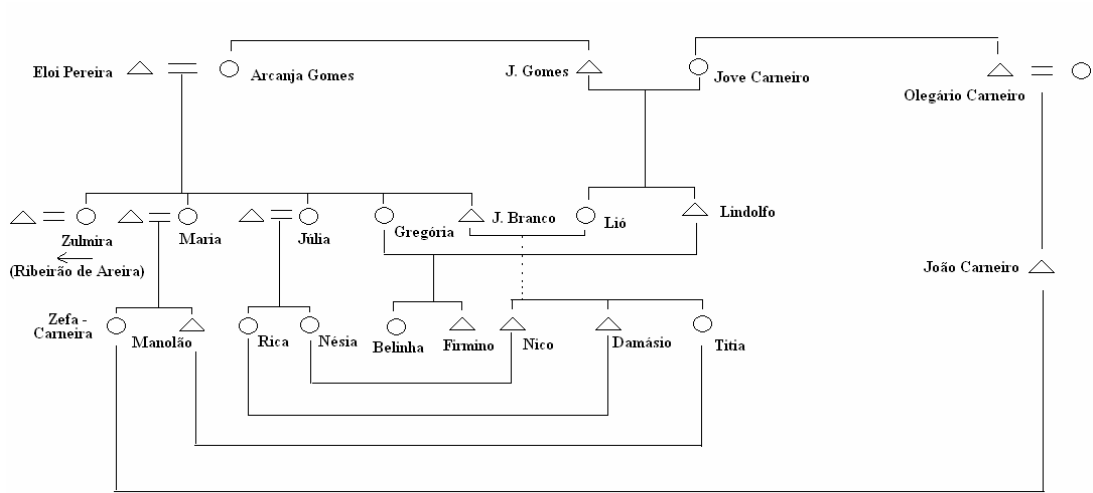 Eloi Pereira
Arcanja Gomes
J. Gomes
Jove Carneiro
Olegário Carneiro
Zulmira
(Ribeirão de Areira)
Maria
Júlia
Gregória
J. Branco
Lió
Lindolfo
João Carneiro
Zefa -
Carneira
Manolão
Rica
Nésia
Belinha
Firmino
Nico
Damásio
Titia